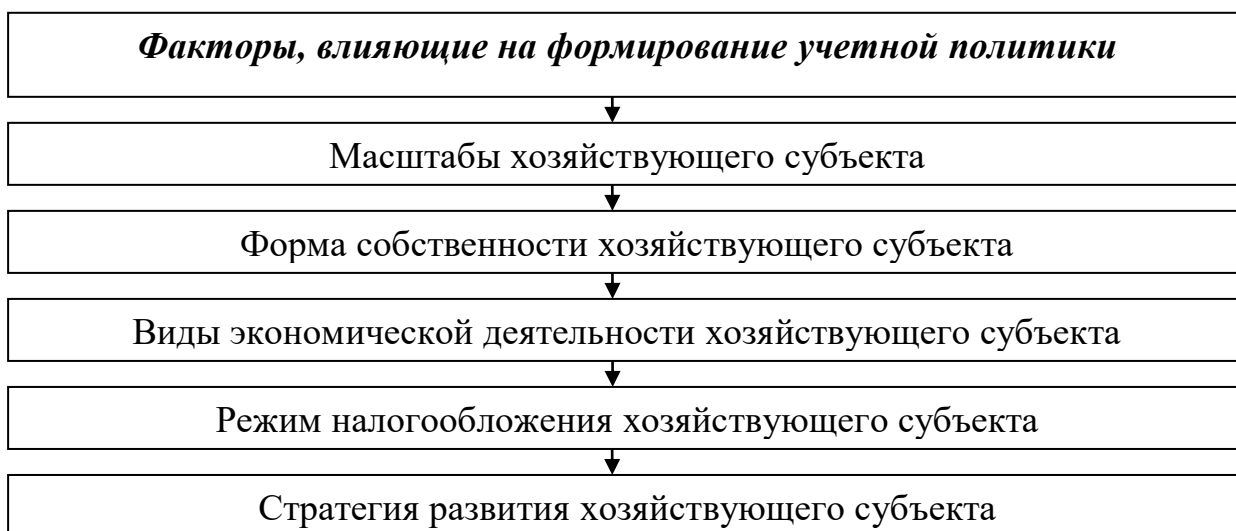 Факторы, влияющие на формирование учетной политики
Масштабы хозяйствующего субъекта
Форма собственности хозяйствующего субъекта
Виды экономической деятельности хозяйствующего субъекта
Режим налогообложения хозяйствующего субъекта
Стратегия развития хозяйствующего субъекта